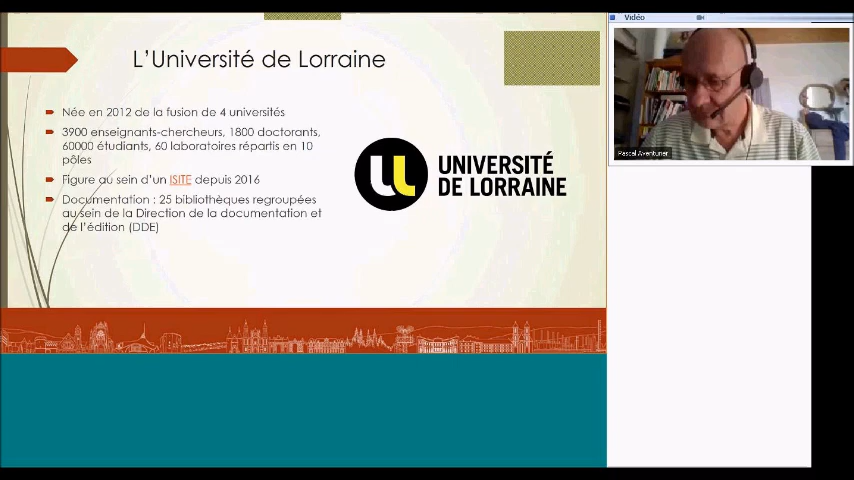 Vidéo
L'Université de Lorraine
Née en 2012 de la fusion de 4 universités
3900 enseignants-chercheurs, 1800 doctorants,
60000 étudiants, 60 laboratoires répartis en 10
pôles
Figure au sein d'un ISITE depuis 2016
Documentation : 25 bibliothèques regroupées
au sein de la Direction de la documentation et
de l'édition (DDE)
UL
UNIVERSITÉ
DE LORRAINE
Pascal Aventurier